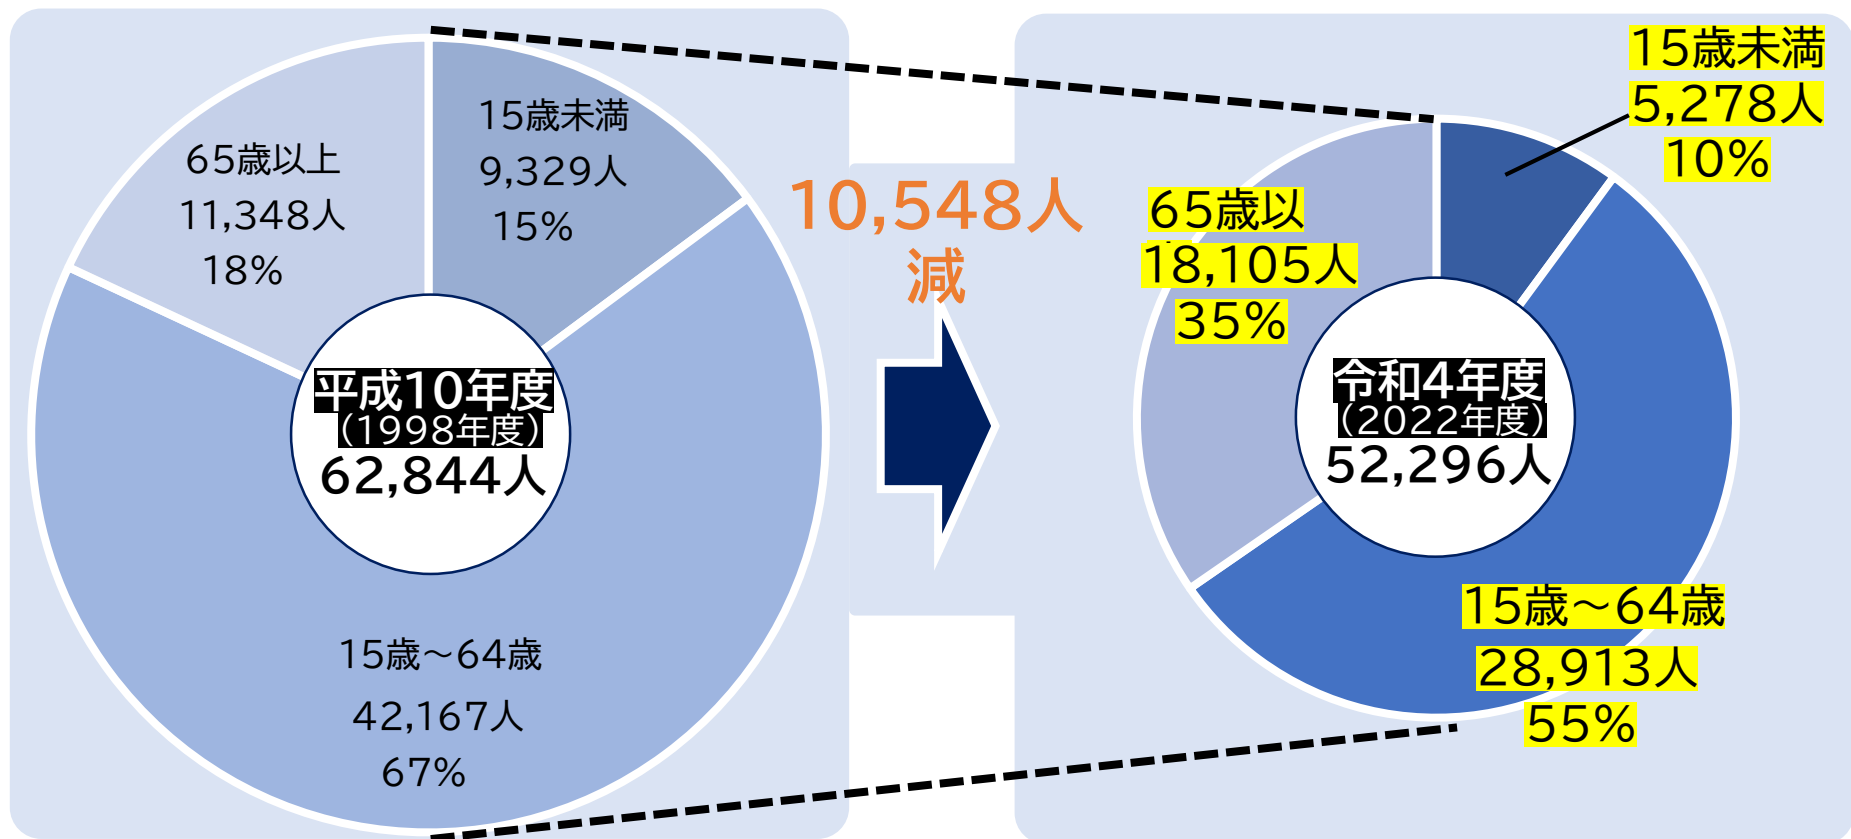 15歳未満
9,329人
15%
65歳以上
11,348人
18%
平成10年度
（1998年度）
62,844人
15歳～64歳
42,167人
67%
10,548人
減
15歳未満
5,278人
10%
65歳以
18,105人
35%
令和4年度
（2022年度）
52,296人
15歳～64歳
28,913人
55%